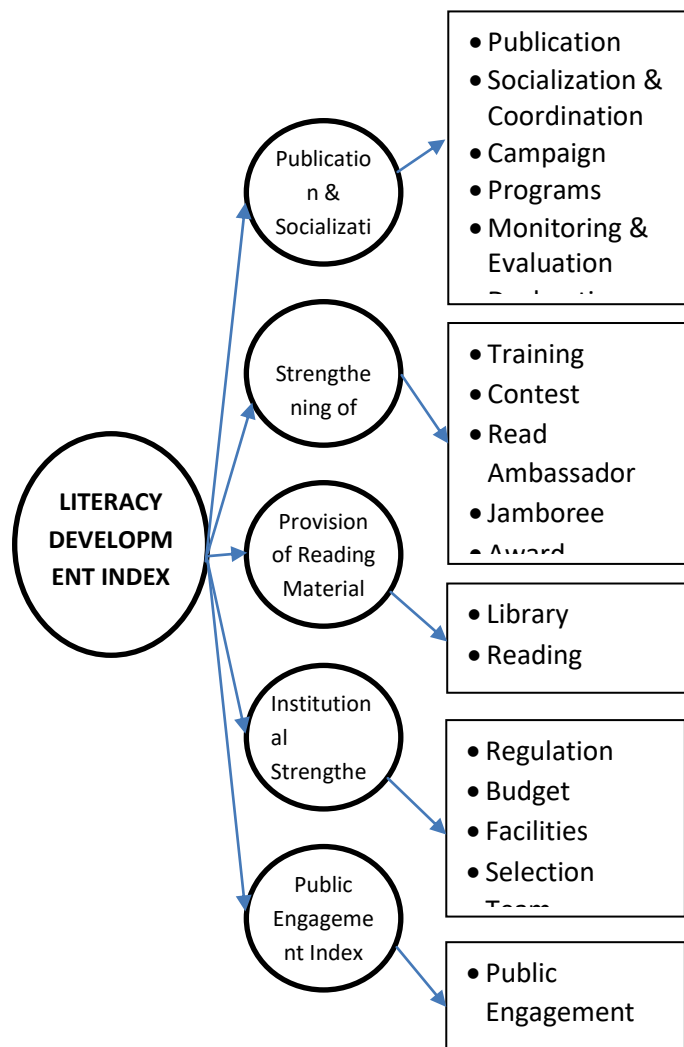 LITERACY
DEVELOPM
ENT INDEX
Publicatio
n &
Socializati
• Publication
• Socialization &
Coordination
• Campaign
• Programs
• Monitoring &
Evaluation
Strengthe
ning of
• Training
• Contest
• Read
Ambassador
• Jamboree
• Award
Provision
of Reading
Material
• Library
• Reading
Institution
al
Strengthe
• Regulation
• Budget
• Facilities
• Selection
Team
Public
Engageme
nt Index
• Public
Engagement